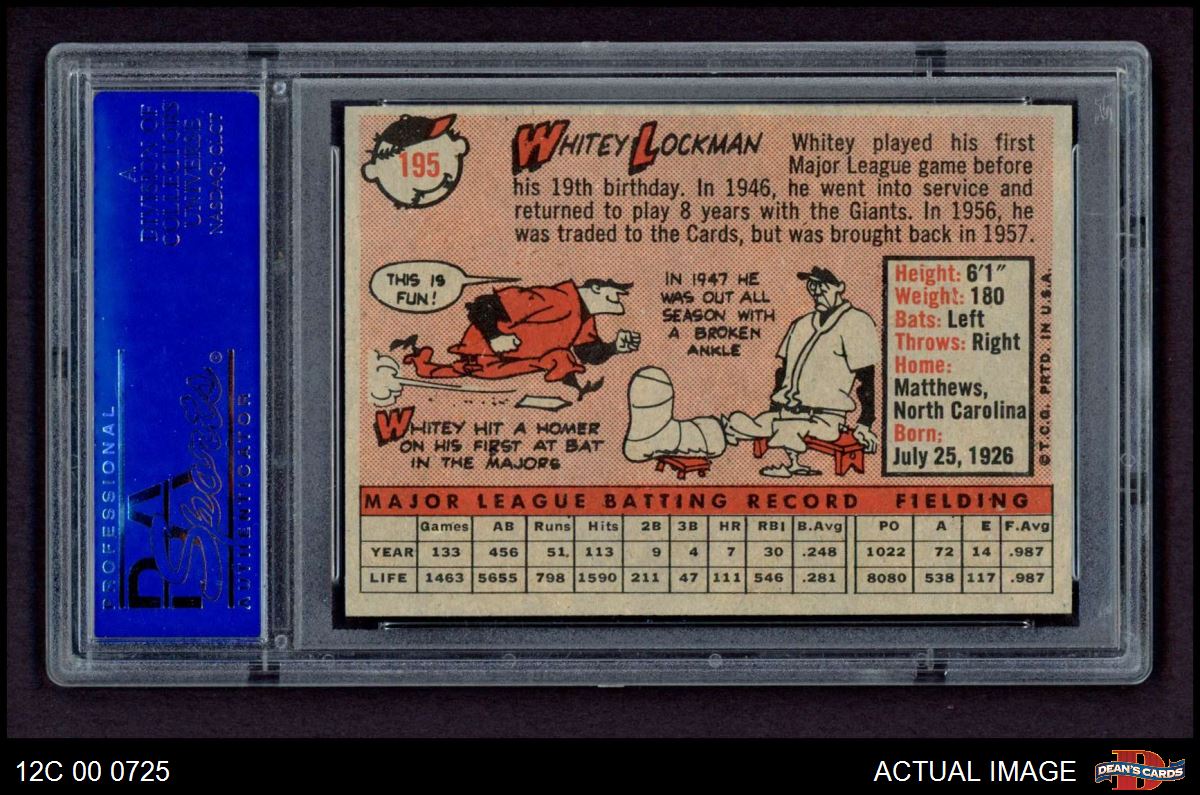 A
DIVISION OF
COLLECTORS
UNIVERSE
NASDAQ: CLCT
PROFESSIONAL
PSA
Sports ®
AUTHENTICATOR
195
WHITEY LOCKMAN
Whitey played his first
Major League game before
his 19th birthday. In 1946, he went into service and
returned to play 8 years with the Giants. In 1956, he
was traded to the Cards, but was brought back in 1957.
THIS IS
FUN!
WHITEY HIT A HOMER
ON HIS FIRST AT BAT
IN THE MAJORS
IN 1947 HE
WAS OUT ALL
SEASON WITH
A BROKEN
ANKLE
Height: 6'1"
Weight: 180
Bats: Left
Throws: Right
Home:
Matthews,
North Carolina
Born;
July 25, 1926
© T.C.G. PRTD. IN U.S.A.
MAJOR LEAGUE BATTING RECORD FIELDING
Games AB Runs Hits 2B 3B HR RBI B.Avg PO A E F.Avg
YEAR 133 456 51. 113 9 4 7 30 .248 1022 72 14 .987
LIFE 1463 5655 798 1590 211 47 111 546 .281 8080 538 117 .987
12C 00 0725
ACTUAL IMAGE
D
DEAN'S CARDS